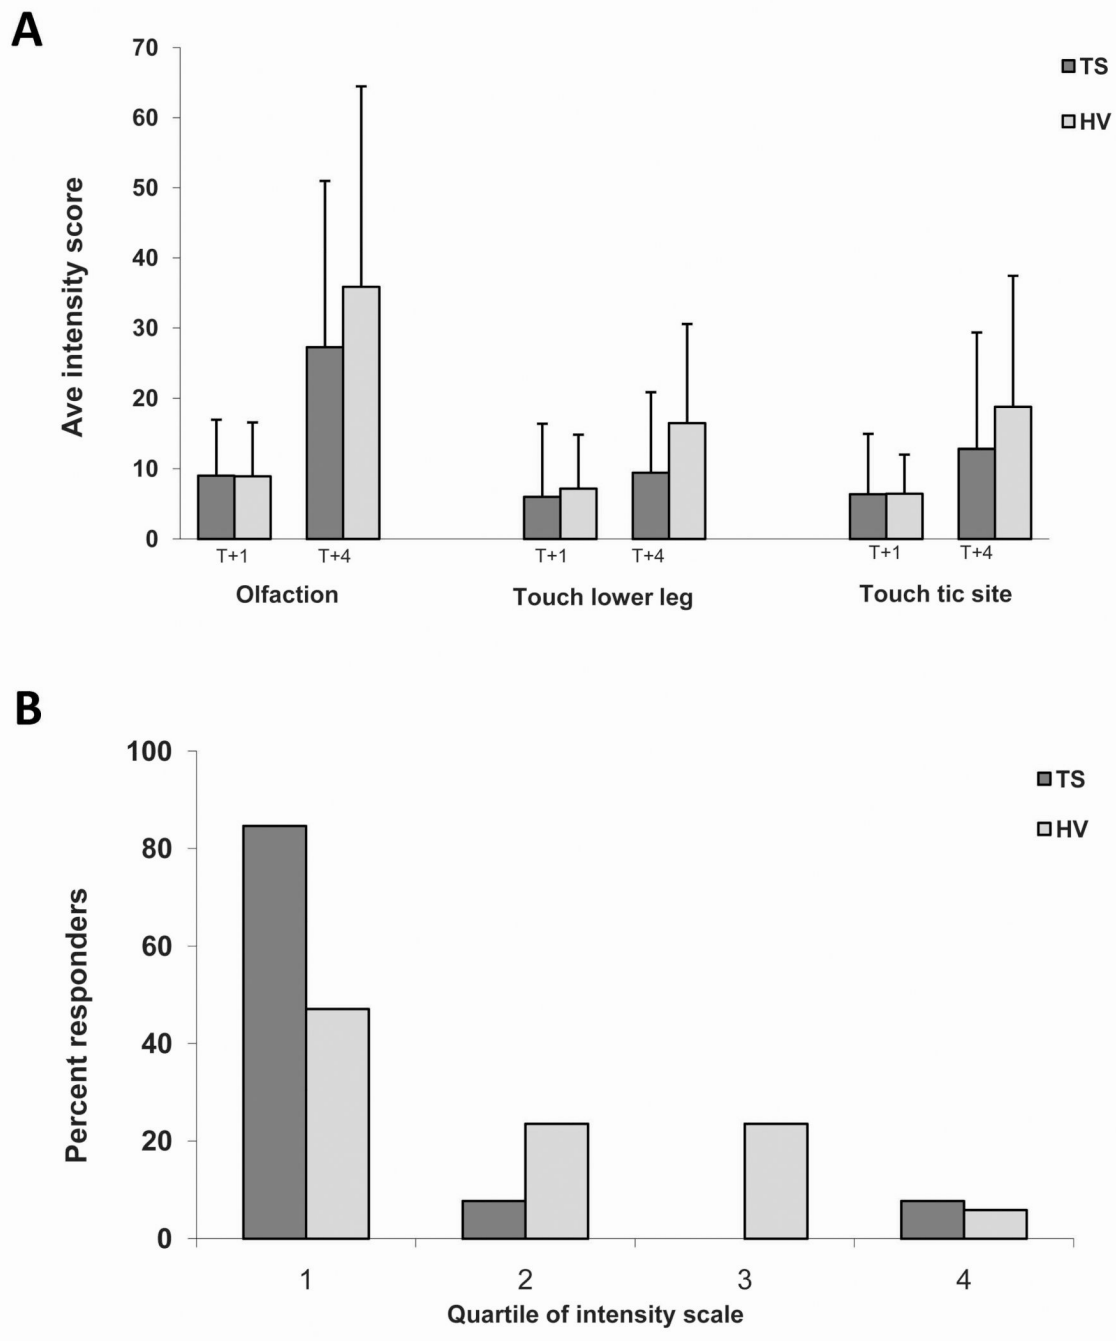 A
70
60
50
40
30
20
10
0
Ave intensity score
TS
HV
T+1 T+4 T+1 T+4 T+1 T+4
Olfaction Touch lower leg Touch tic site
B
100
80
60
40
20
0
Percent responders
TS
HV
1 2 3 4
Quartile of intensity scale